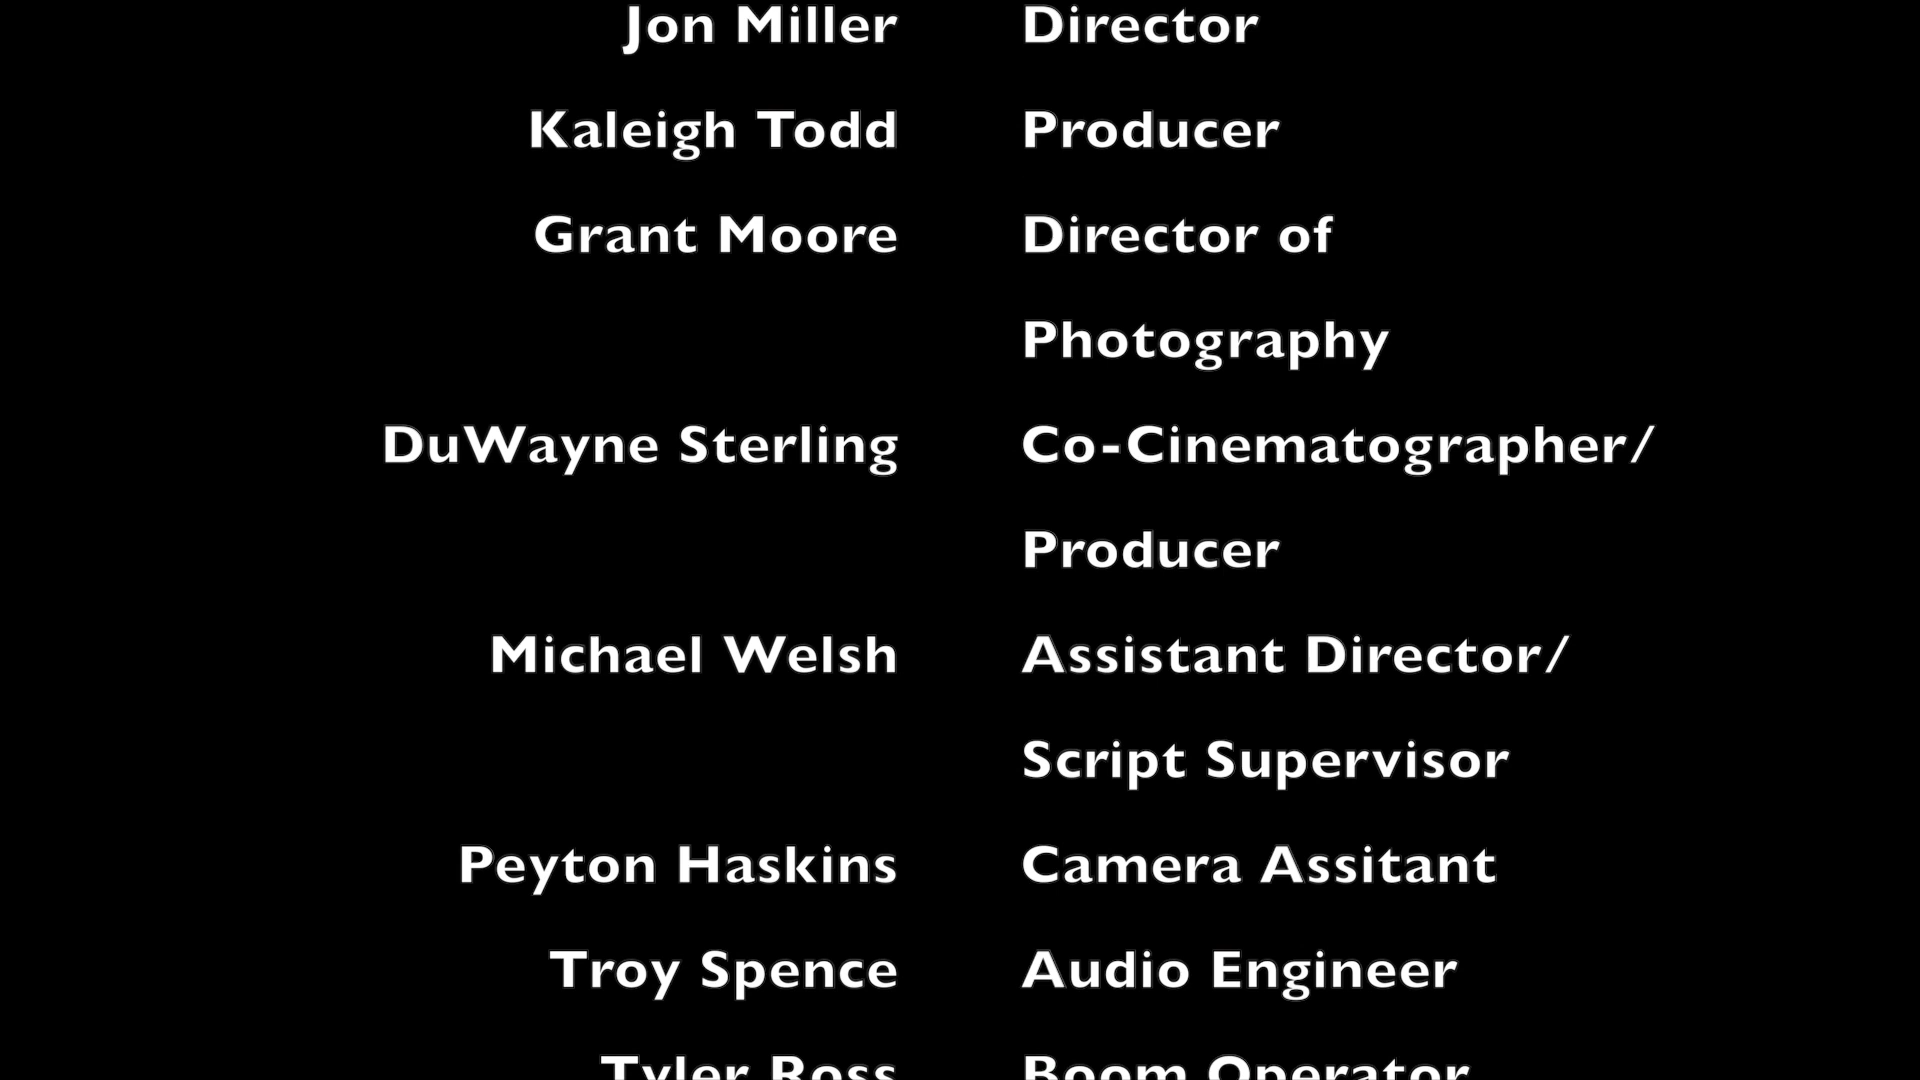 Jon Miller Director
Kaleigh Todd Producer
Grant Moore Director of
Photography
DuWayne Sterling Co-Cinematographer/
Producer
Michael Welsh Assistant Director/
Script Supervisor
Peyton Haskins Camera Assitant
Troy Spence Audio Engineer
Tyler Ross Boom Operator